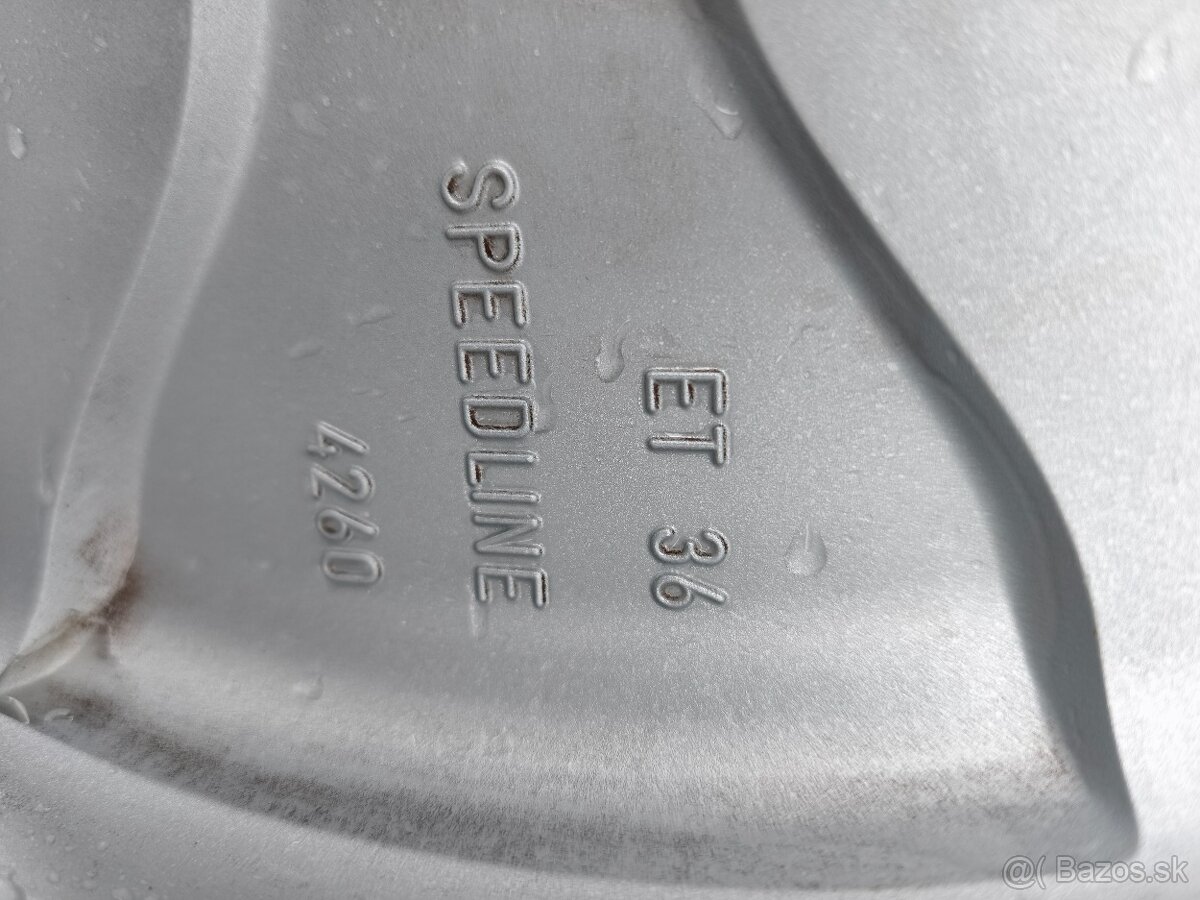 ET 36
SPEEDLINE
4260
@( Bazos.sk